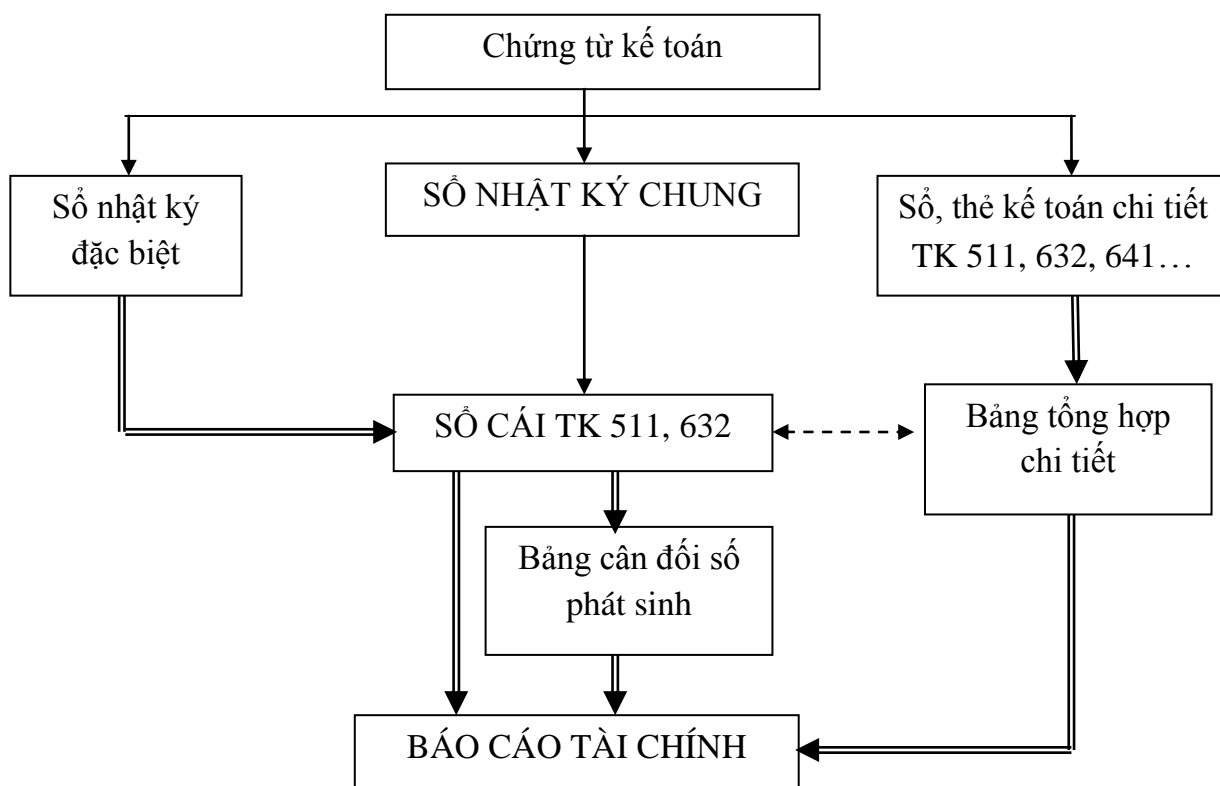 Chứng từ kế toán
Sổ nhật ký
đặc biệt
SỔ NHẬT KÝ CHUNG
Sổ, thẻ kế toán chi tiết
TK 511, 632, 641…
SỔ CÁI TK 511, 632
Bảng tổng hợp
chi tiết
Bảng cân đối số
phát sinh
BÁO CÁO TÀI CHÍNH